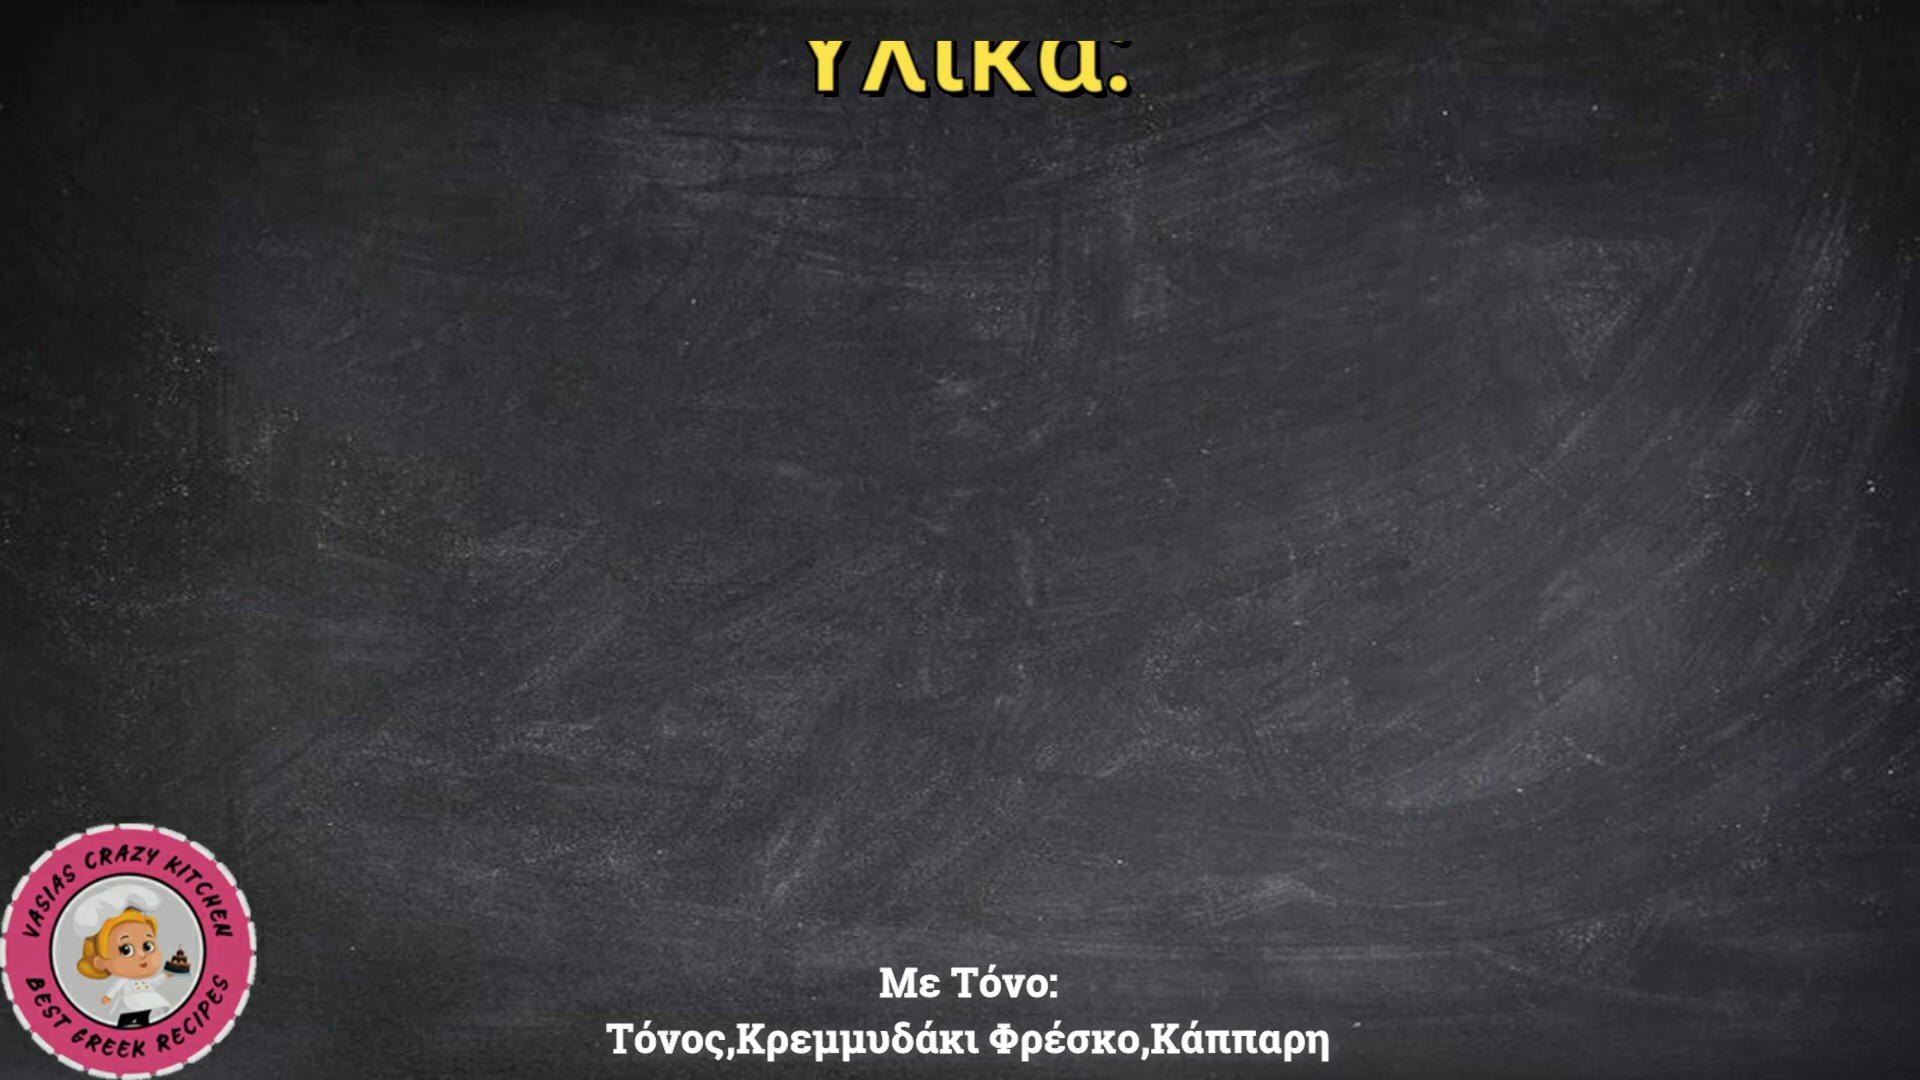 Υλικά:
VASIAS CRAZY KITCHEN
BEST GREEK RECIPES
Με Τόνο:
Τόνος,Κρεμμυδάκι Φρέσκο,Κάππαρη